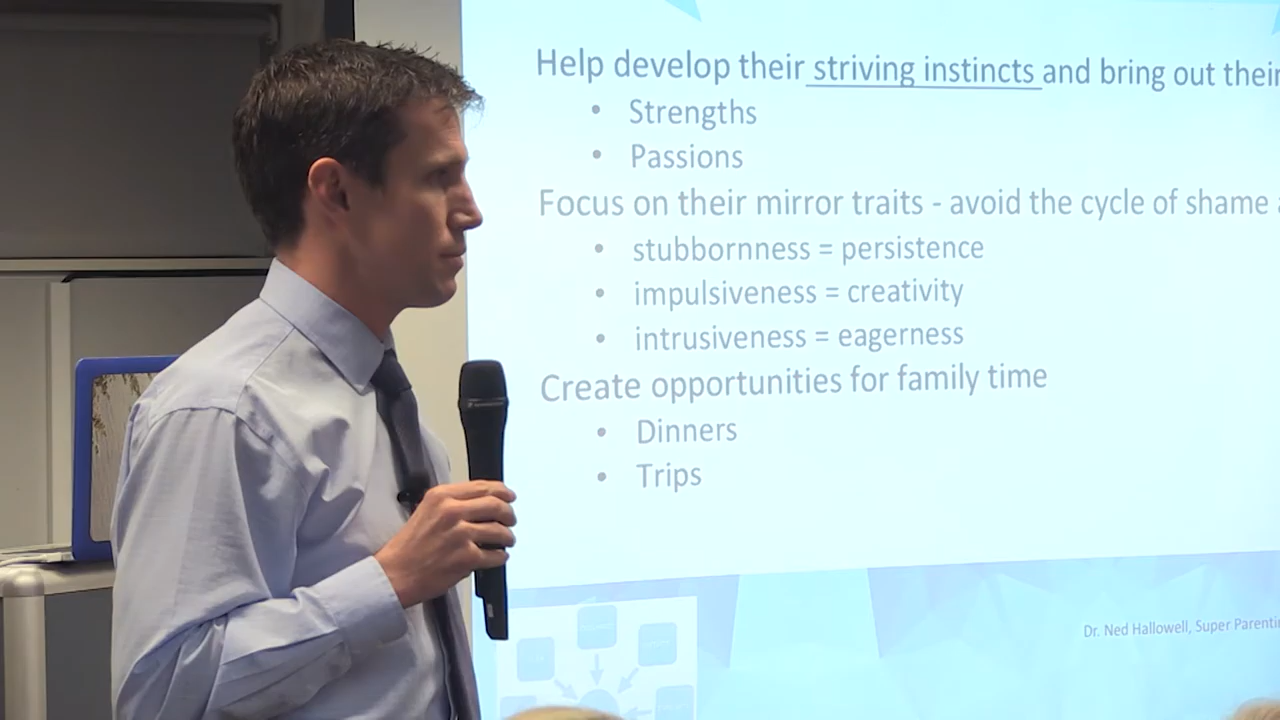 Help develop their striving instincts and bring out their
• Strengths
• Passions
Focus on their mirror traits - avoid the cycle of shame
• stubbornness = persistence
• impulsiveness = creativity
• intrusiveness = eagerness
Create opportunities for family time
• Dinners
• Trips
Dr. Ned Hallowell, Super Parenti